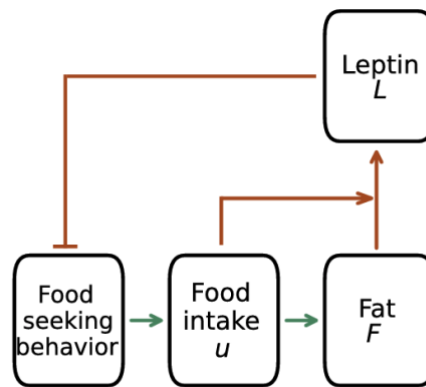 Leptin
L
Food
seeking
behavior
Food
intake
u
Fat
F